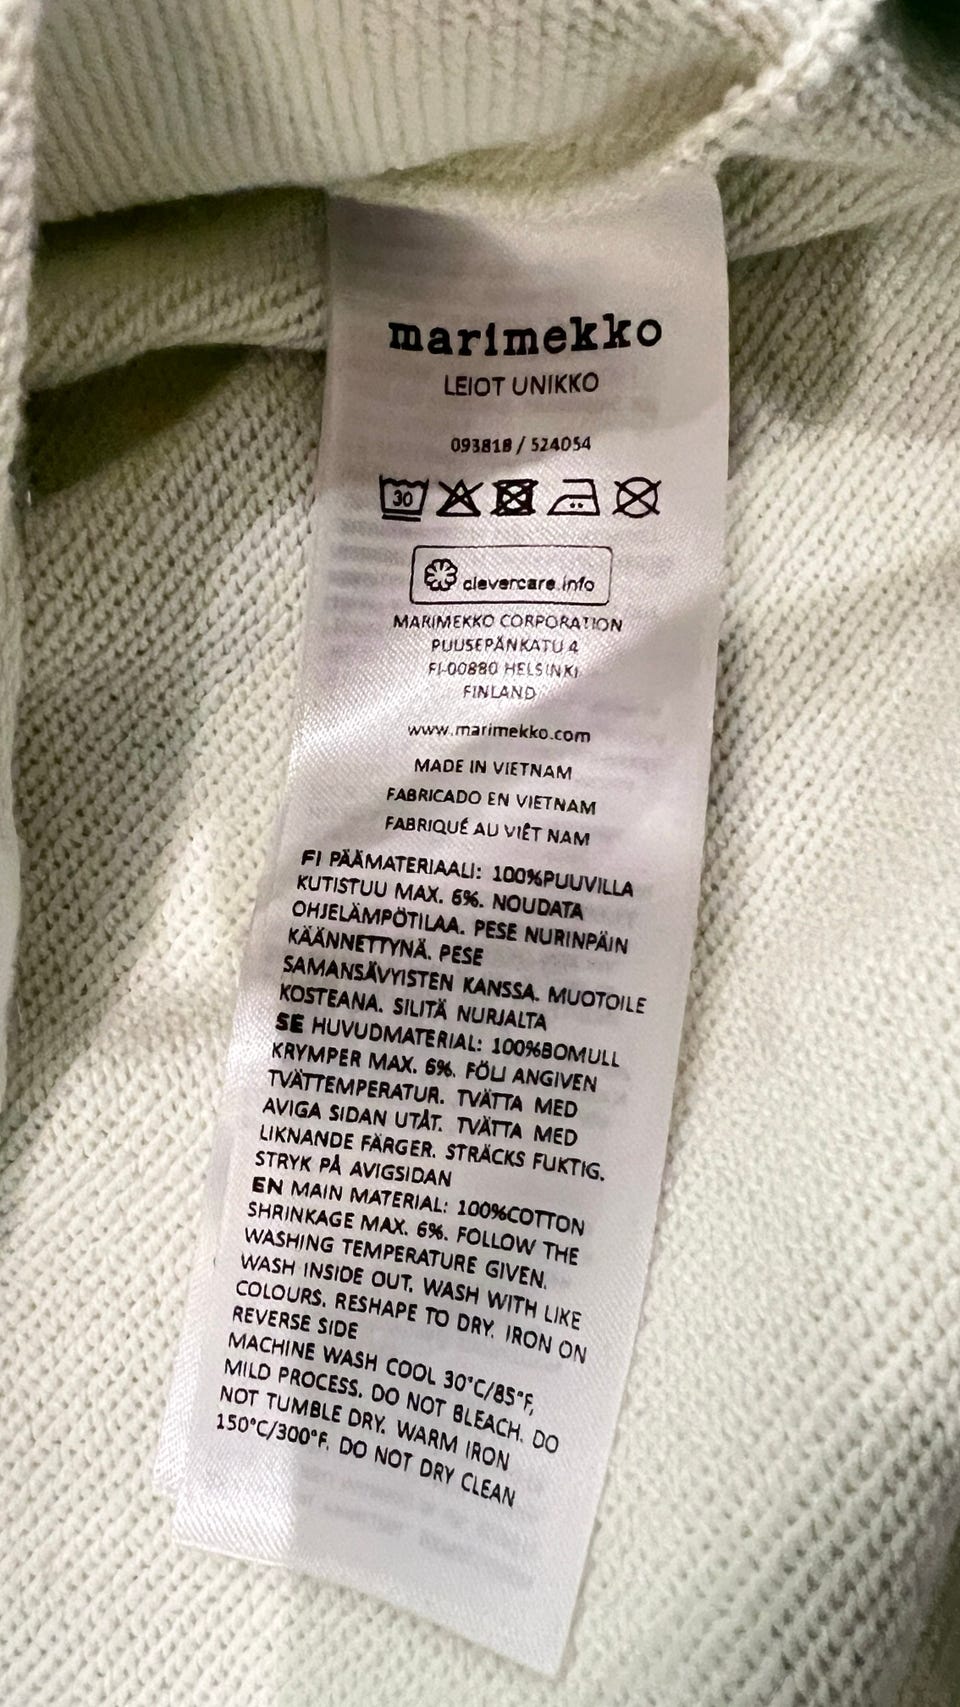 marimekko
LEIOT UNIKKO
093818 / 524054
30
clevercare.info
MARIMEKKO CORPORATION
PUUSEPÄNKATU 4
FI-00880 HELSINKI
FINLAND
www.marimekko.com
MADE IN VIETNAM
FABRICADO EN VIETNAM
FABRIQUÉ AU VIÊT NAM
FI PÄÄMATERIAALI: 100%PUUVILLA
KUTISTUU MAX. 6%. NOUDATA
OHJELÄMPÖTILAA. PESE NURINPÄIN
KÄÄNNETTYNÄ. PESE
SAMANSÄVYISTEN KANSSA. MUOTOILE
KOSTEANA. SILITÄ NURJALTA
SE HUVUDMATERIAL: 100%BOMULL
KRYMPER MAX. 6%. FÖLJ ANGIVEN
TVÄTTEMPERATUR. TVÄTTA MED
AVIGA SIDAN UTÅT. TVÄTTA MED
LIKNANDE FÄRGER. STRÄCKS FUKTIG.
STRYK PÅ AVIGSIDAN
EN MAIN MATERIAL: 100%COTTON
SHRINKAGE MAX. 6%. FOLLOW THE
WASHING TEMPERATURE GIVEN.
WASH INSIDE OUT. WASH WITH LIKE
COLOURS. RESHAPE TO DRY. IRON ON
REVERSE SIDE
MACHINE WASH COOL 30°C/85°F,
MILD PROCESS. DO NOT BLEACH. DO
NOT TUMBLE DRY. WARM IRON
150°C/300°F. DO NOT DRY CLEAN